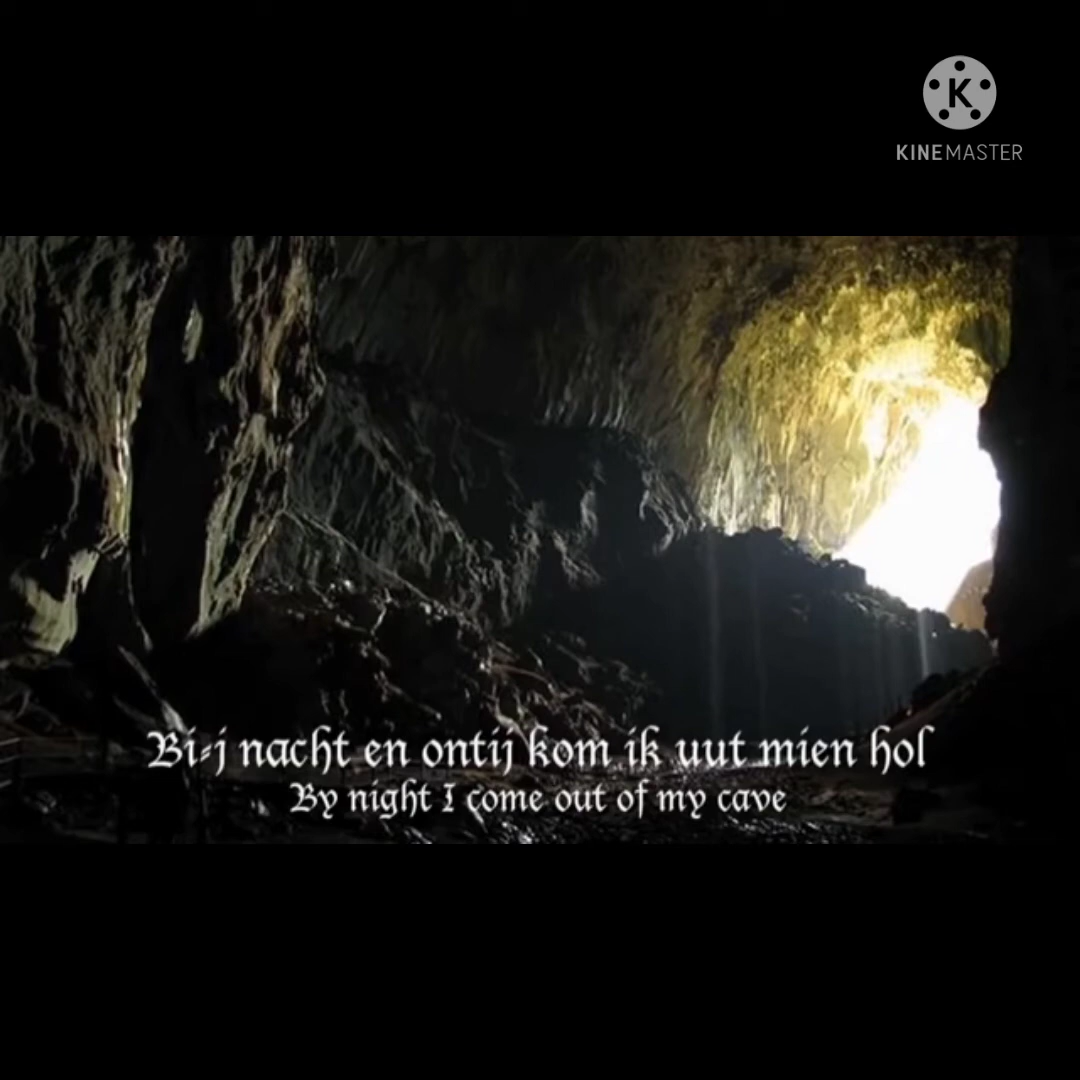 K
KINEMASTER
Bi-j nacht en ontij kom ik uut mien hol
By night I come out of my cave